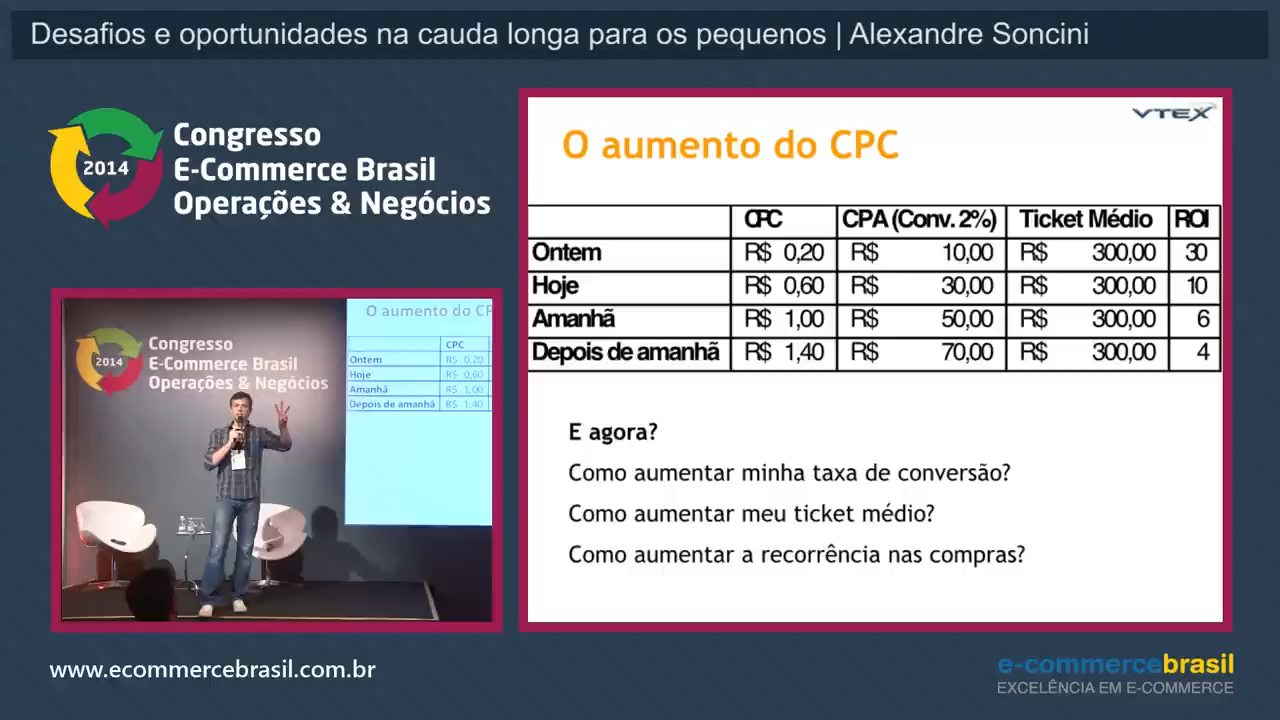 Desafios e oportunidades na cauda longa para os pequenos | Alexandre Soncini
2014
Congresso
E-Commerce Brasil
Operações & Negócios
VTEX
O aumento do CPC
CPC CPA (Conv. 2%) Ticket Médio ROI
Ontem R$ 0,20 R$ 10,00 R$ 300,00 30
Hoje R$ 0,60 R$ 30,00 R$ 300,00 10
Amanhã R$ 1,00 R$ 50,00 R$ 300,00 6
Depois de amanhã R$ 1,40 R$ 70,00 R$ 300,00 4
E agora?
Como aumentar minha taxa de conversão?
Como aumentar meu ticket médio?
Como aumentar a recorrência nas compras?
2014
Congresso
E-Commerce Brasil
Operações & Negócios
O aumento do CP
CPC
Ontem R$ 0,20
Hoje R$ 0,60
Amanhã R$ 1,00
Depois de amanhã R$ 1,40
www.ecommercebrasil.com.br
e-commercebrasil
EXCELÊNCIA EM E-COMMERCE